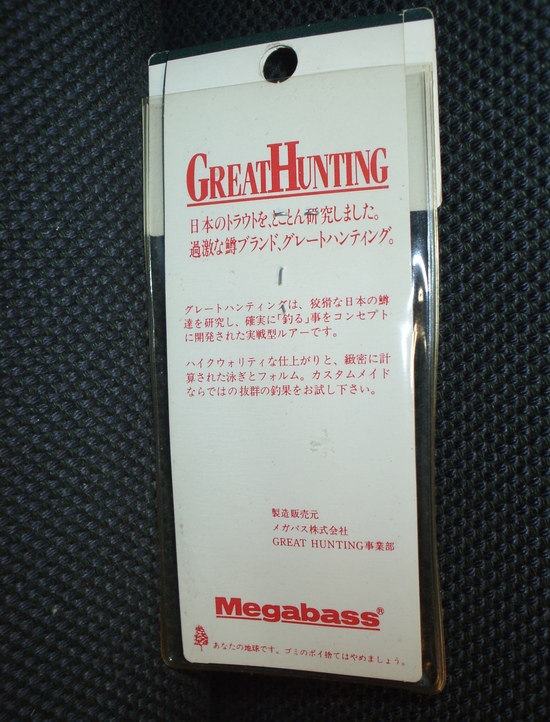 GREAT HUNTING
日本のトラウトを、とことん研究しました。
過激な鱒ブランド、グレートハンティング。
グレートハンティングは、狡猾な日本の鱒
達を研究し、確実に「釣る」事をコンセプト
に開発された実戦型ルアーです。
ハイクウォリティな仕上がりと、緻密に計
算された泳ぎとフォルム。カスタムメイド
ならではの抜群の釣果をお試し下さい。
製造販売元
メガバス株式会社
GREAT HUNTING事業部
Megabass®
あなたの地球です。ゴミのポイ捨てはやめましょう。